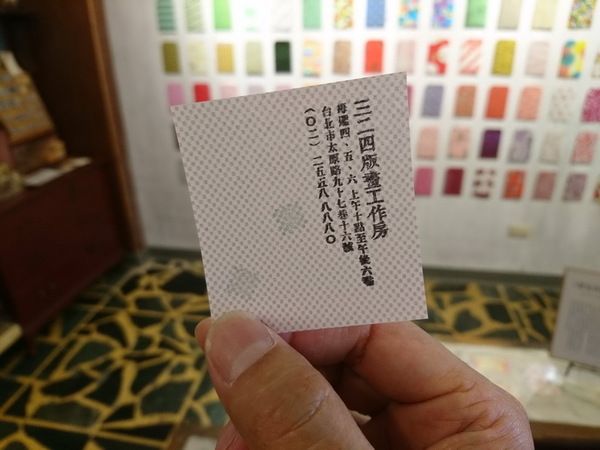 三二四版畫工作房
每週四、五、六 上午十點至午後六點
台北市太原路九十七巷十六號
(〇二)二五五八 八八八〇